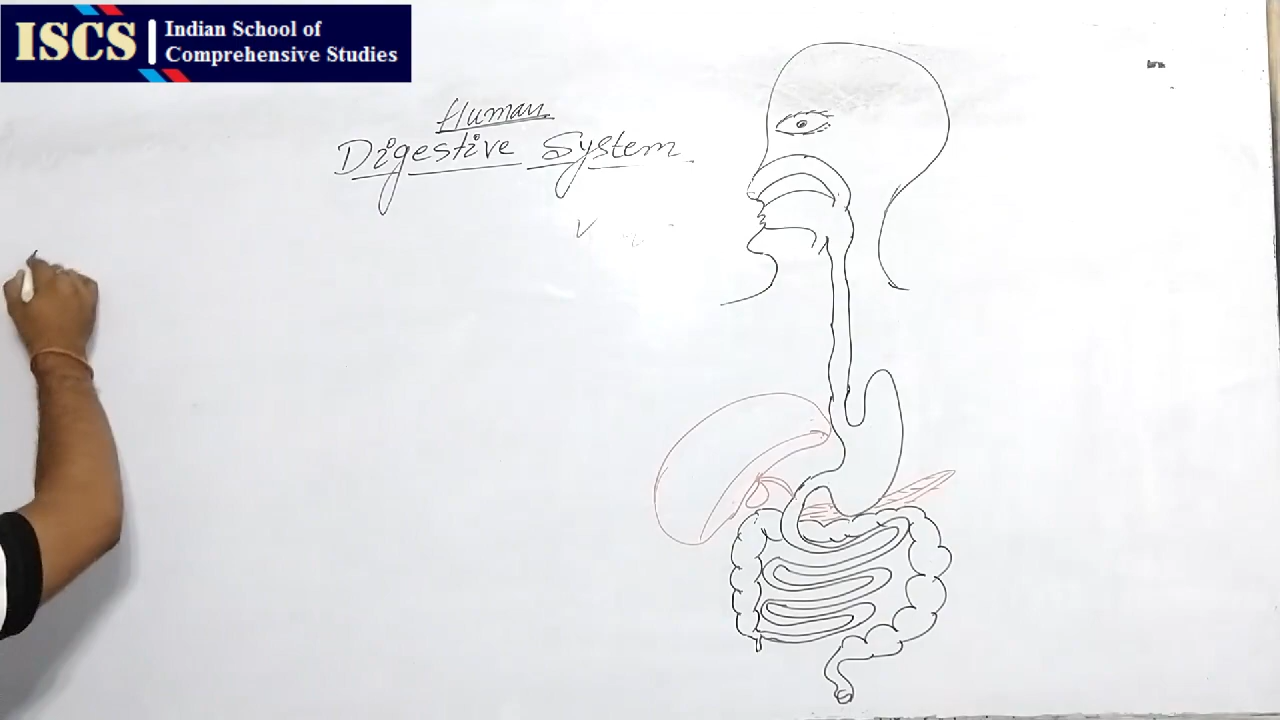 ISCS
Indian School of
Comprehensive Studies
Human
Digestive System